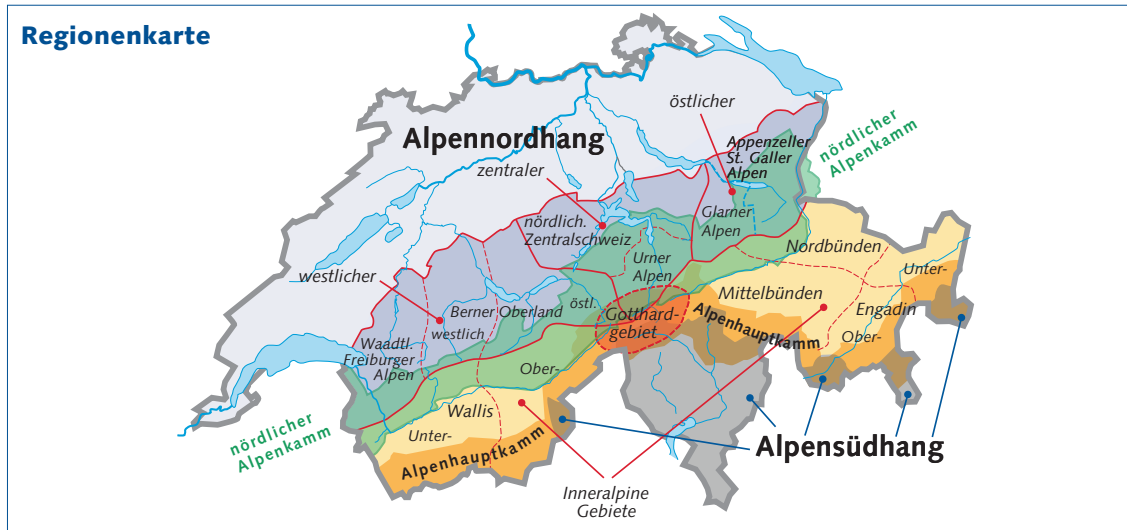 Regionenkarte
östlicher
Alpennordhang
Appenzeller
St. Galler
Alpen
nördlicher
Alpenkamm
zentraler
Glarner
Alpen
nördlich.
Zentralschweiz
Nordbünden
Urner
Alpen
westlicher
Unter-
Mittelbünden
Berner Oberland
östl.
westlich
Engadin
Gotthard-
gebiet
Alpenhauptkamm
Ober-
Waadtl.
Freiburger
Alpen
Ober-
Wallis
Unter-
nördlicher
Alpenkamm
Alpenhauptkamm
Alpensüdhang
Inneralpine
Gebiete